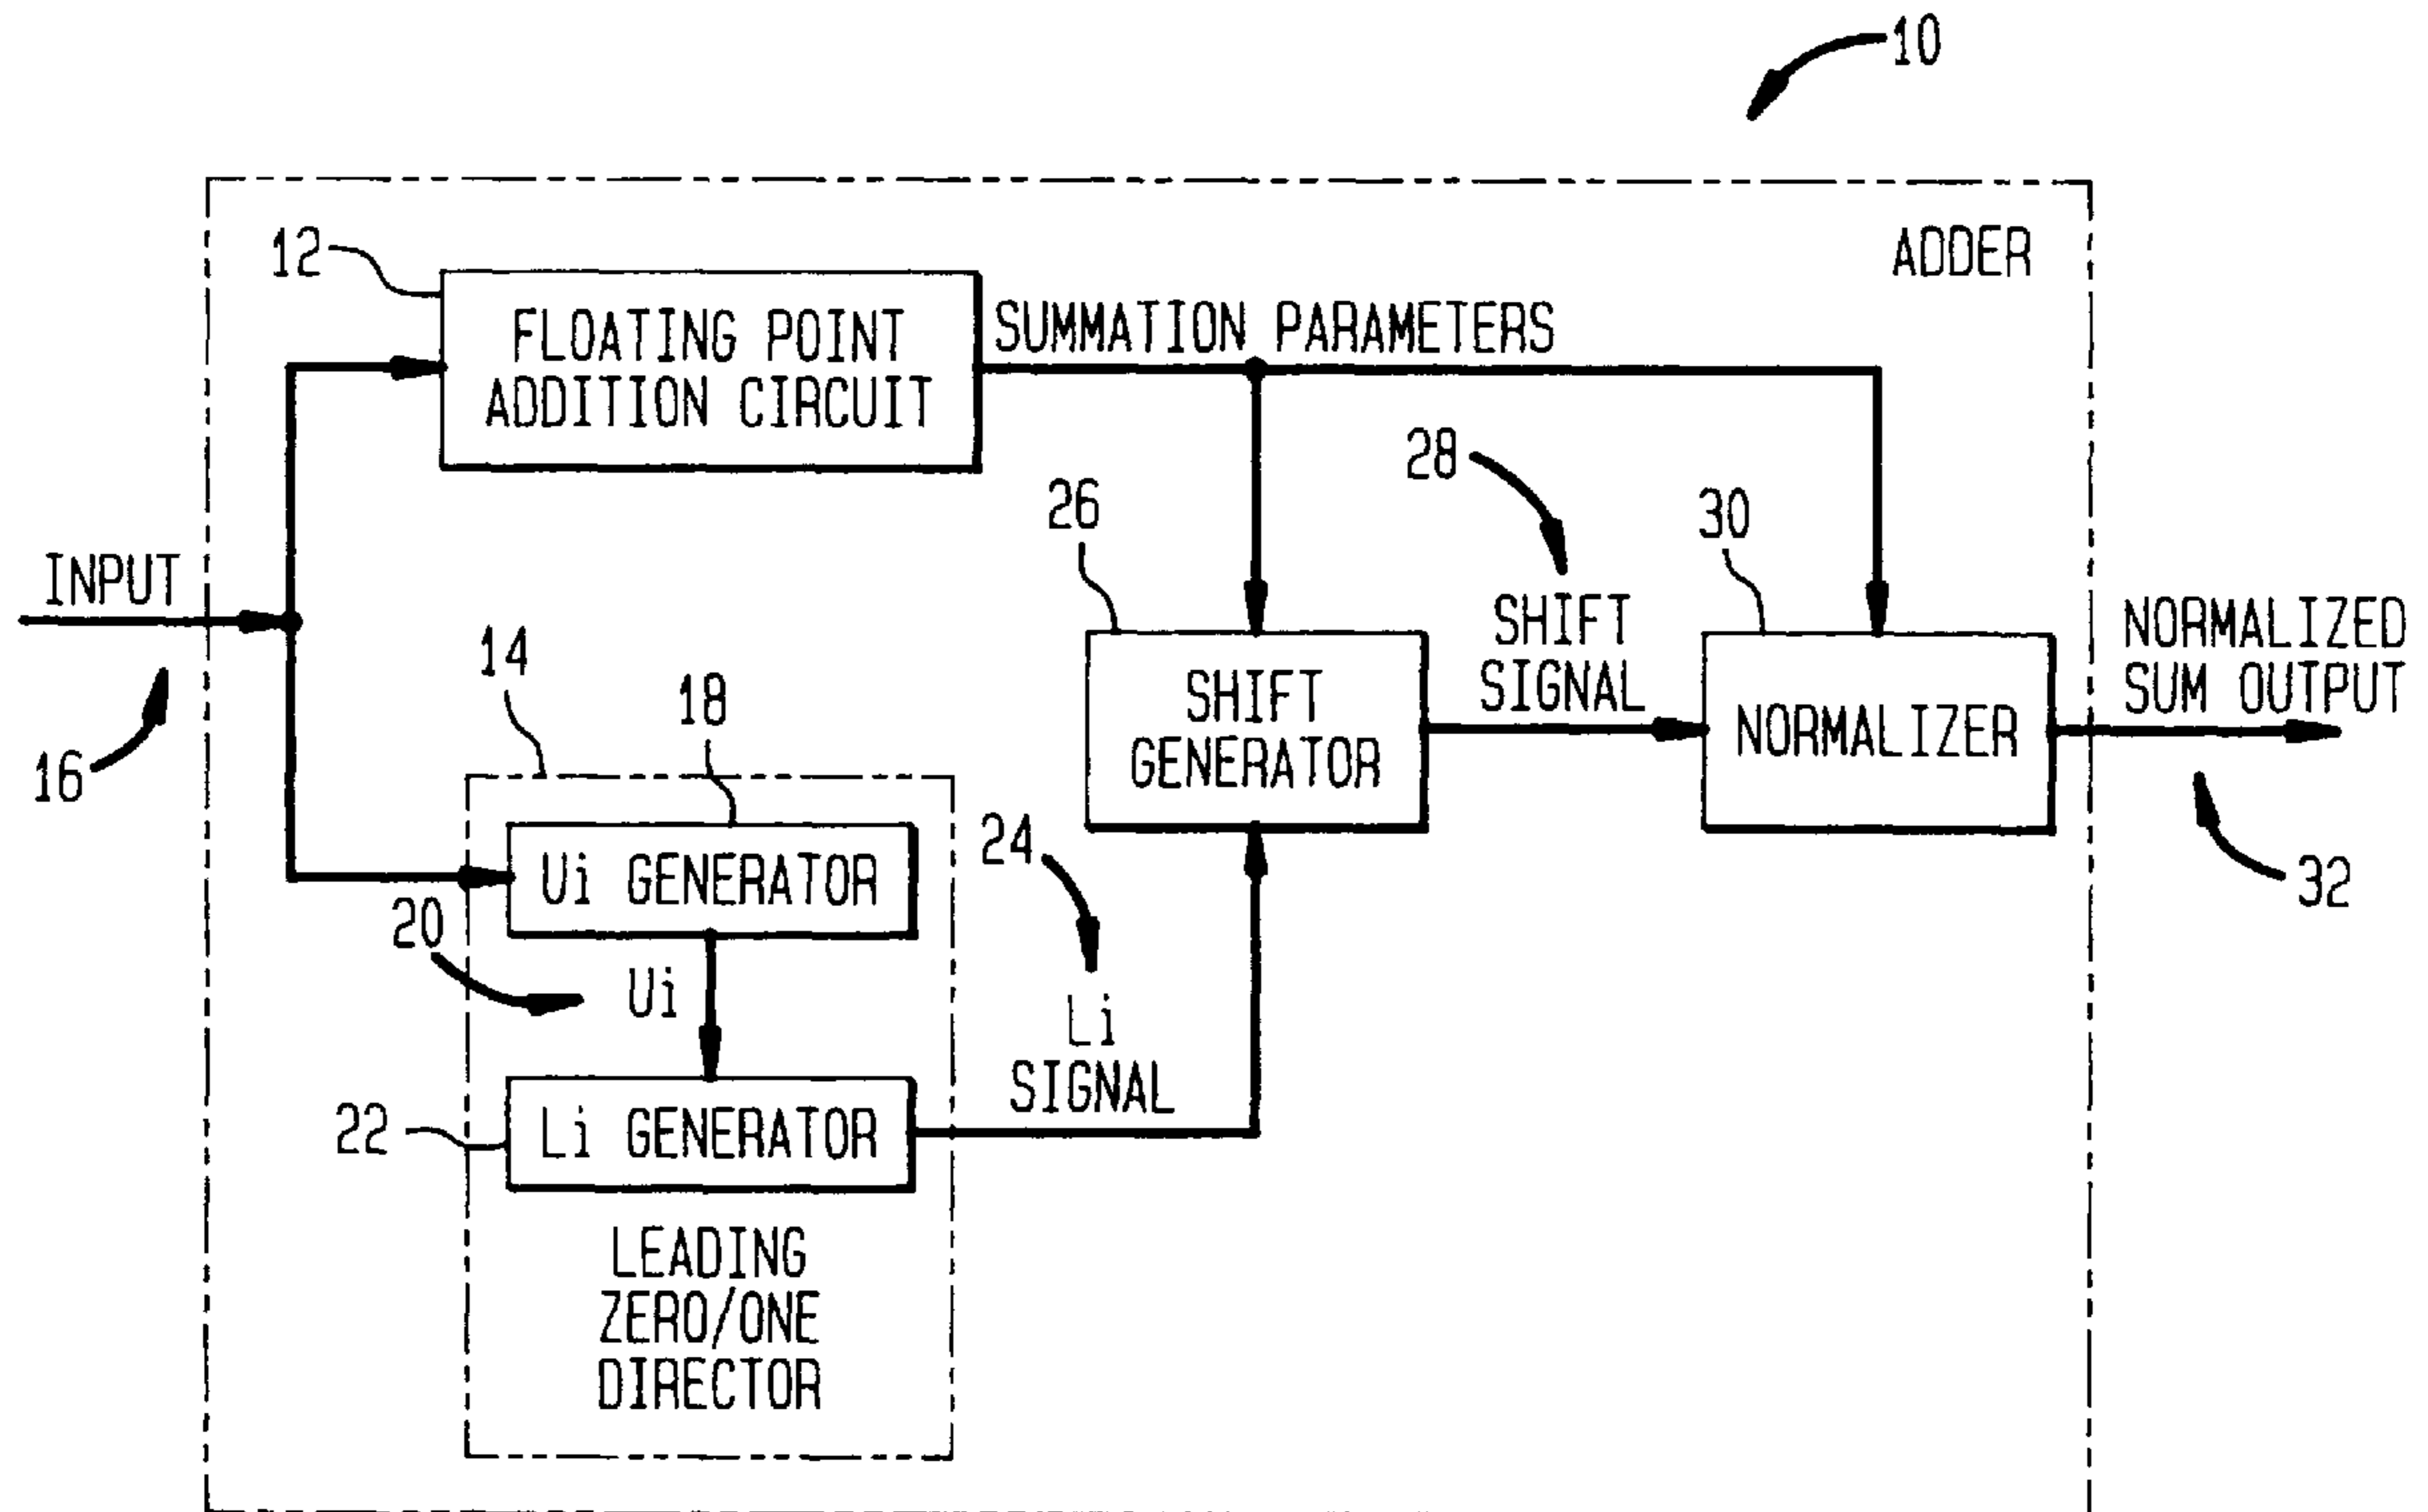 10
ADDER
12
FLOATING POINT
ADDITION CIRCUIT
SUMMATION PARAMETERS
28
26
30
INPUT
SHIFT
SIGNAL
NORMALIZED
SUM OUTPUT
14
18
16
SHIFT
GENERATOR
NORMALIZER
24
Ui GENERATOR
32
20
Ui
Li
SIGNAL
22
Li GENERATOR
LEADING
ZERO/ONE
DIRECTOR